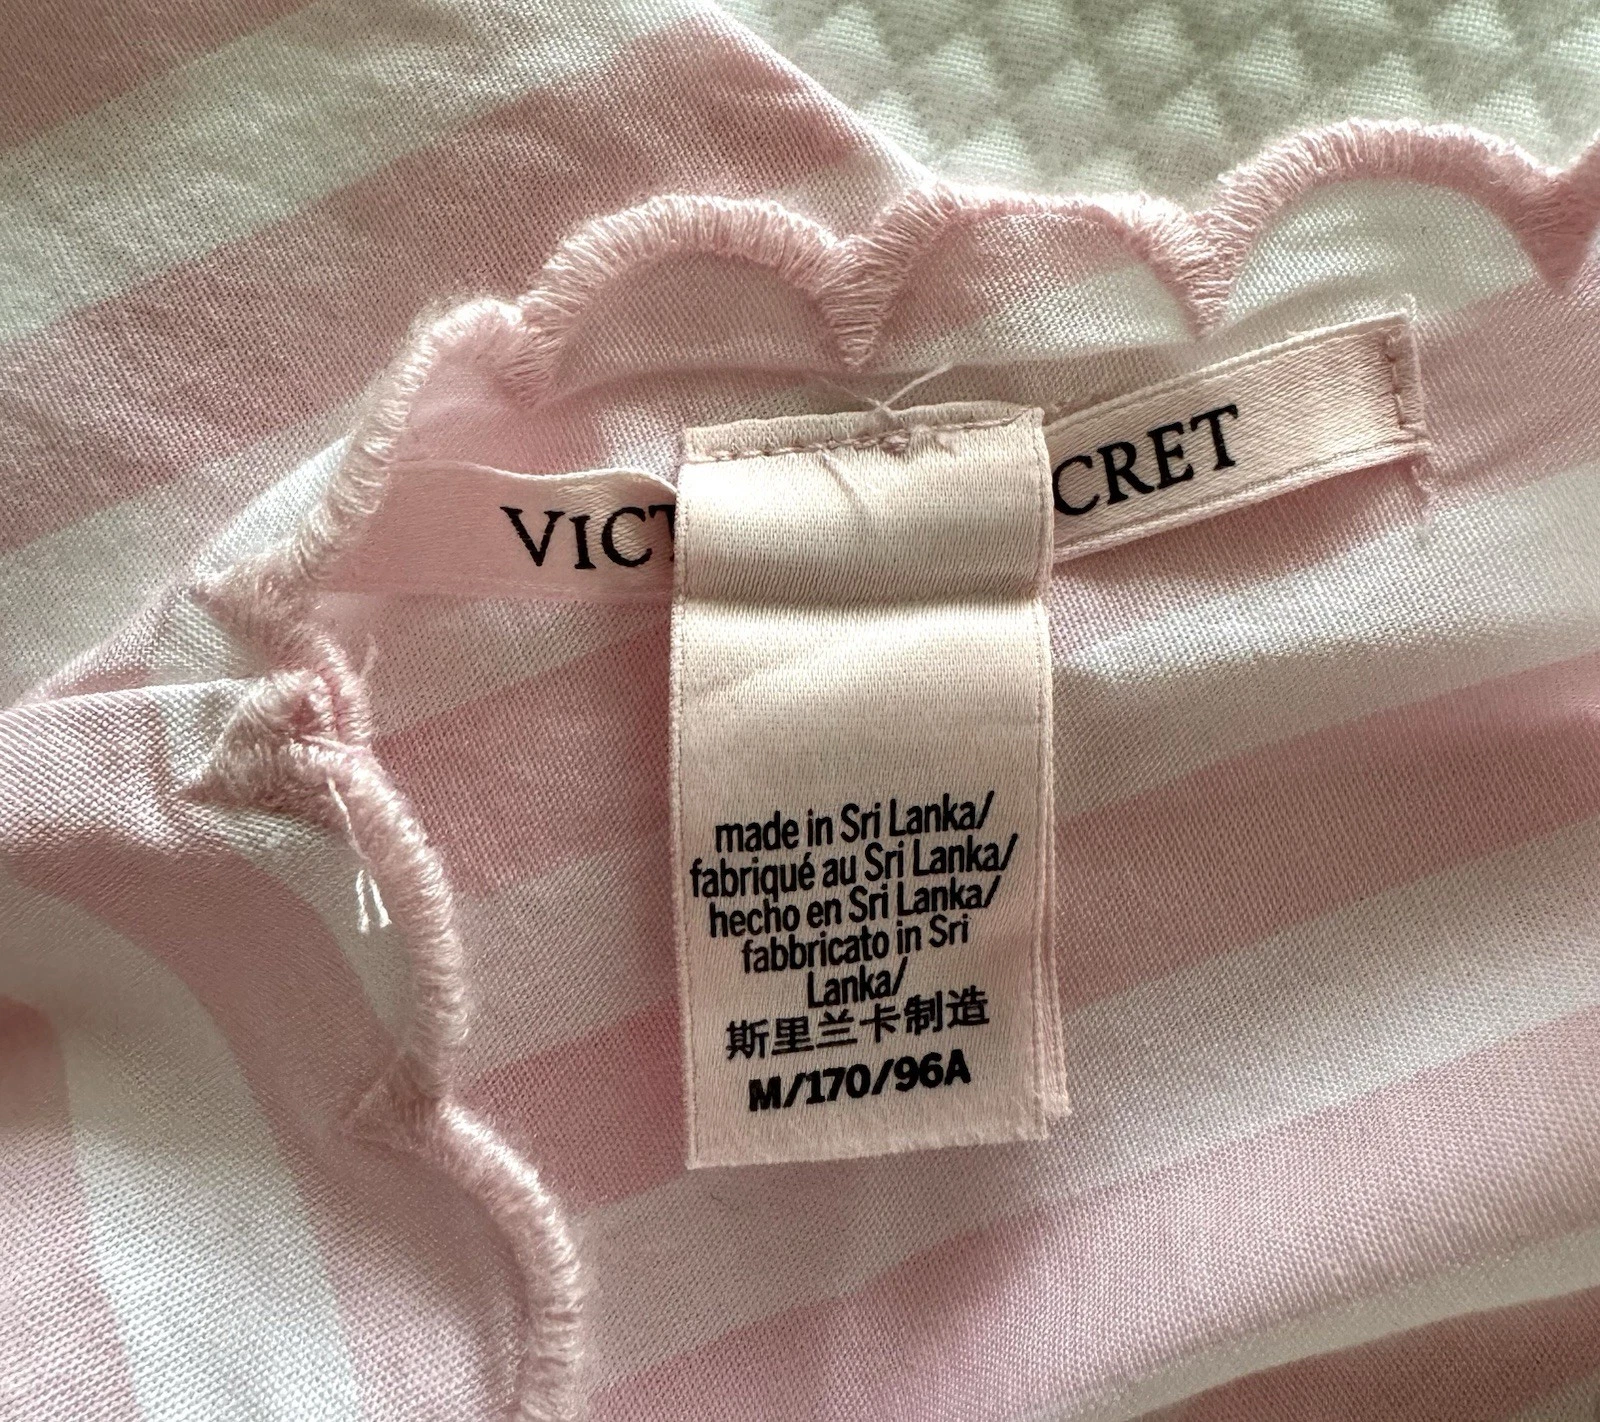 VICT CRET
made in Sri Lanka/
fabriqué au Sri Lanka/
hecho en Sri Lanka/
fabbricato in Sri
Lanka/
斯里兰卡制造
M/170/96A